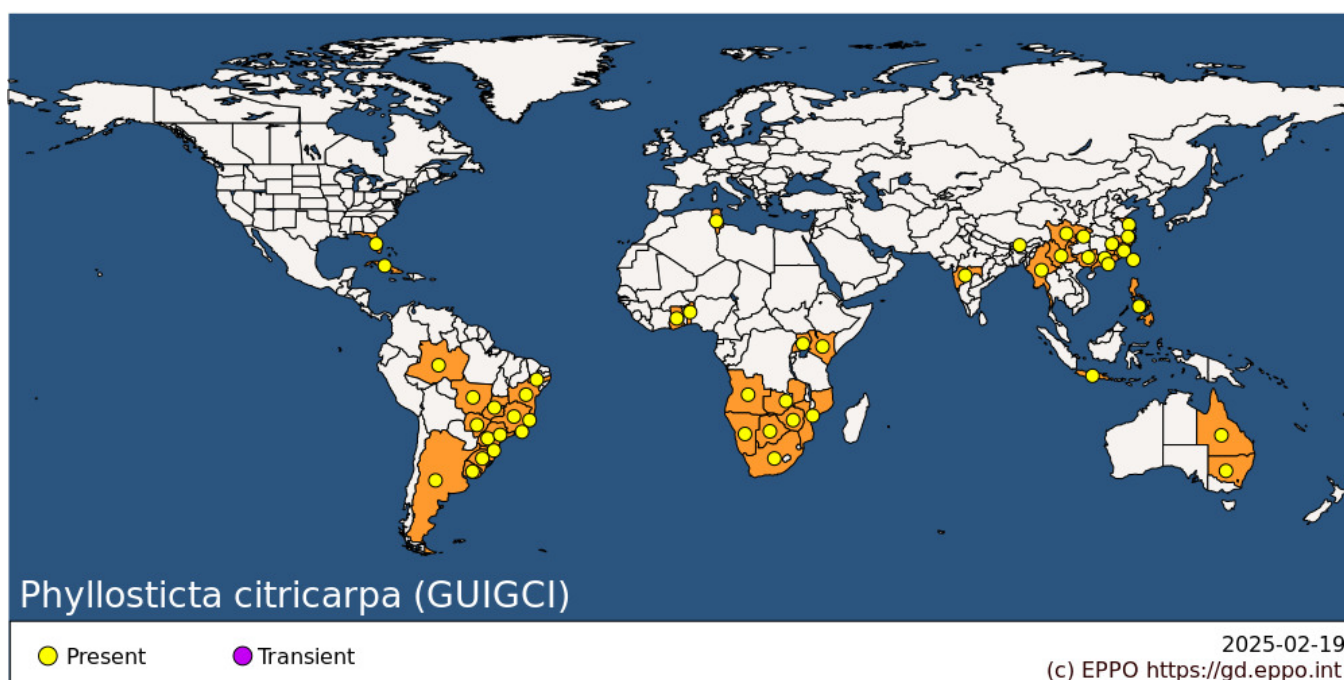 Phyllosticta citricarpa (GUIGCI)
Present
Transient
2025-02-19
(c) EPPO https://gd.eppo.int